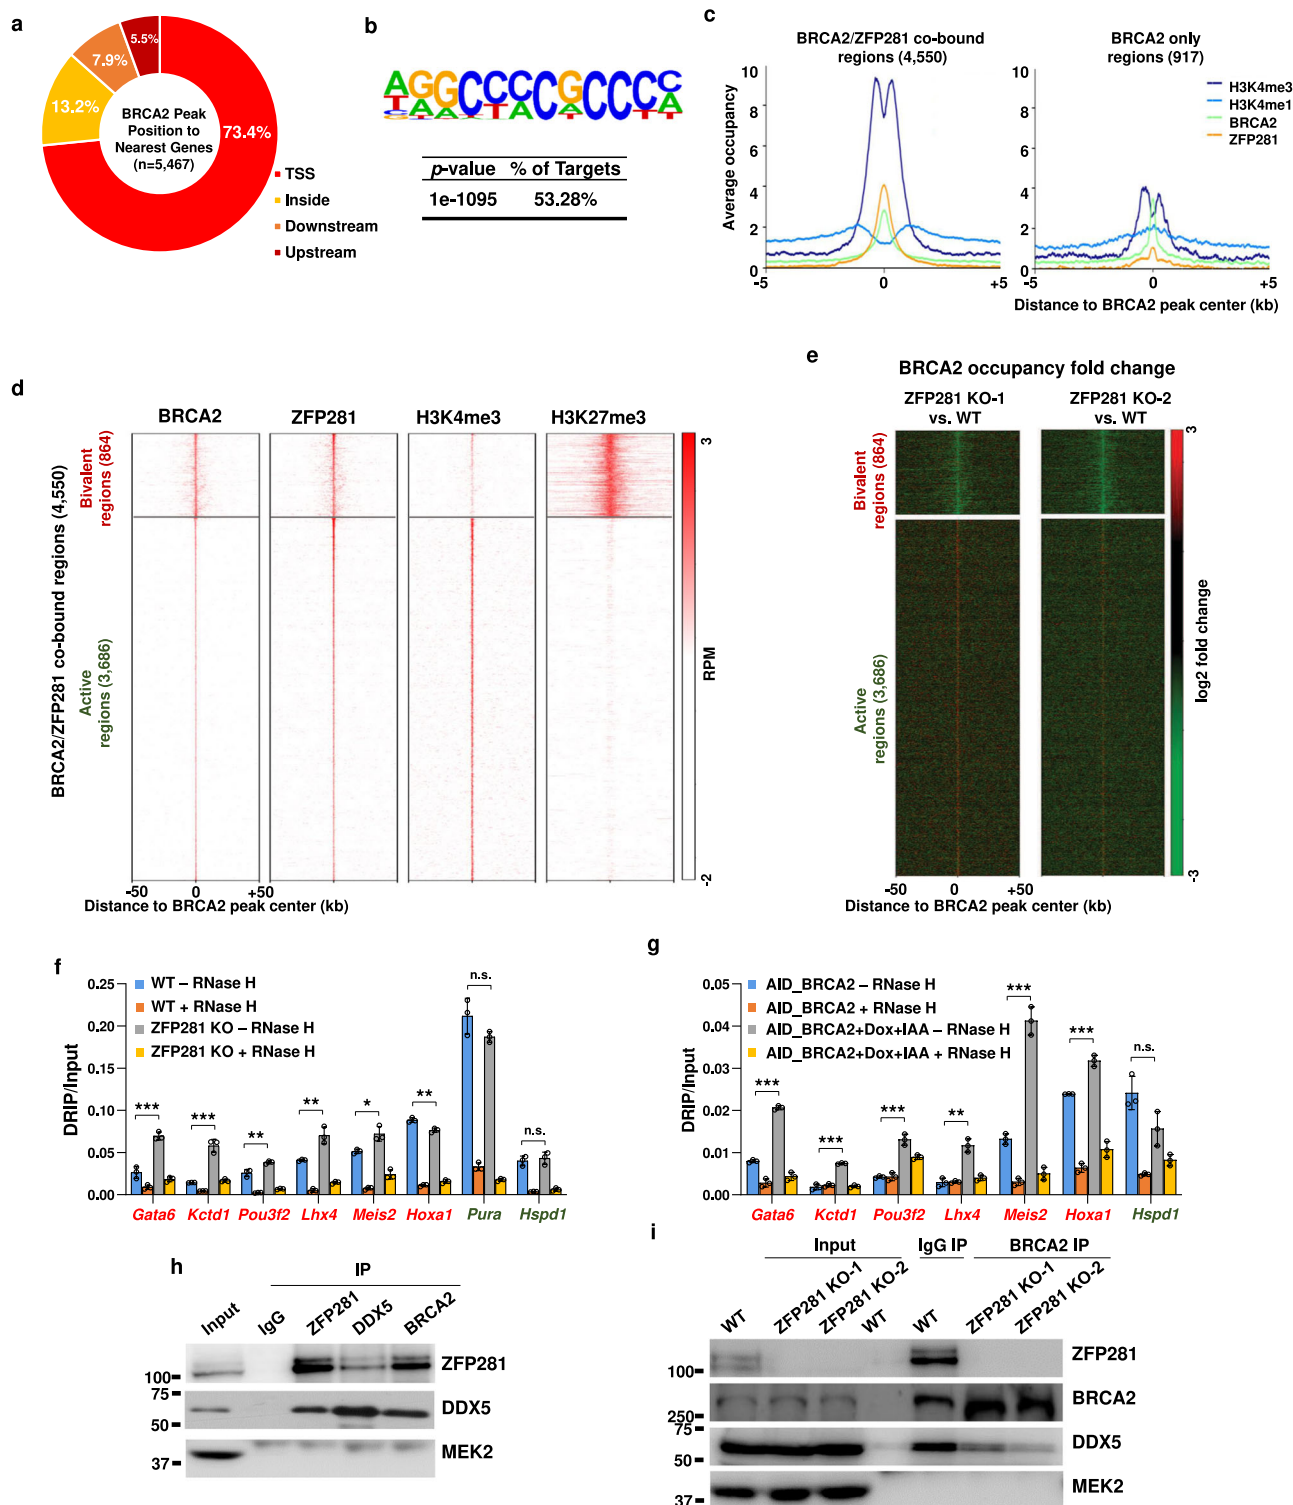 a
5.5%
7.9%
13.2%
73.4%
BRCA2 Peak
Position to
Nearest Genes
(n=5,467)
TSS
Inside
Downstream
Upstream
b
AGGCCCCGCCCC
p-value % of Targets
1e-1095 53.28%
c
BRCA2/ZFP281 co-bound
regions (4,550)
BRCA2 only
regions (917)
Average occupancy
10
8
6
4
2
0
-5 0 +5
10
8
6
4
2
0
-5 0 +5
H3K4me3
H3K4me1
BRCA2
ZFP281
Distance to BRCA2 peak center (kb)
d
BRCA2 ZFP281 H3K4me3 H3K27me3
BRCA2/ZFP281 co-bound regions (4,550)
Bivalent
regions (864)
Active
regions (3,686)
3
RPM
-2
-50 0 +50
Distance to BRCA2 peak center (kb)
e
BRCA2 occupancy fold change
ZFP281 KO-1
vs. WT
ZFP281 KO-2
vs. WT
Bivalent
regions (864)
Active
regions (3,686)
3
log2 fold change
-3
-50 0 +50
Distance to BRCA2 peak center (kb)
f
WT – RNase H
WT + RNase H
ZFP281 KO – RNase H
ZFP281 KO + RNase H
DRIP/Input
0.25
0.20
0.15
0.10
0.05
0.00
*** *** ** ** * ** n.s. n.s.
Gata6 Kctd1 Pou3f2 Lhx4 Meis2 Hoxa1 Pura Hspd1
g
AID_BRCA2 – RNase H
AID_BRCA2 + RNase H
AID_BRCA2+Dox+IAA – RNase H
AID_BRCA2+Dox+IAA + RNase H
DRIP/Input
0.05
0.04
0.03
0.02
0.01
0.00
*** *** *** ** *** *** n.s.
Gata6 Kctd1 Pou3f2 Lhx4 Meis2 Hoxa1 Hspd1
h
IP
Input IgG ZFP281 DDX5 BRCA2
100
ZFP281
75
50
DDX5
37
MEK2
i
Input IgG IP BRCA2 IP
WT ZFP281 KO-1 ZFP281 KO-2 WT WT ZFP281 KO-1 ZFP281 KO-2
100
ZFP281
250
BRCA2
75
50
DDX5
37
MEK2